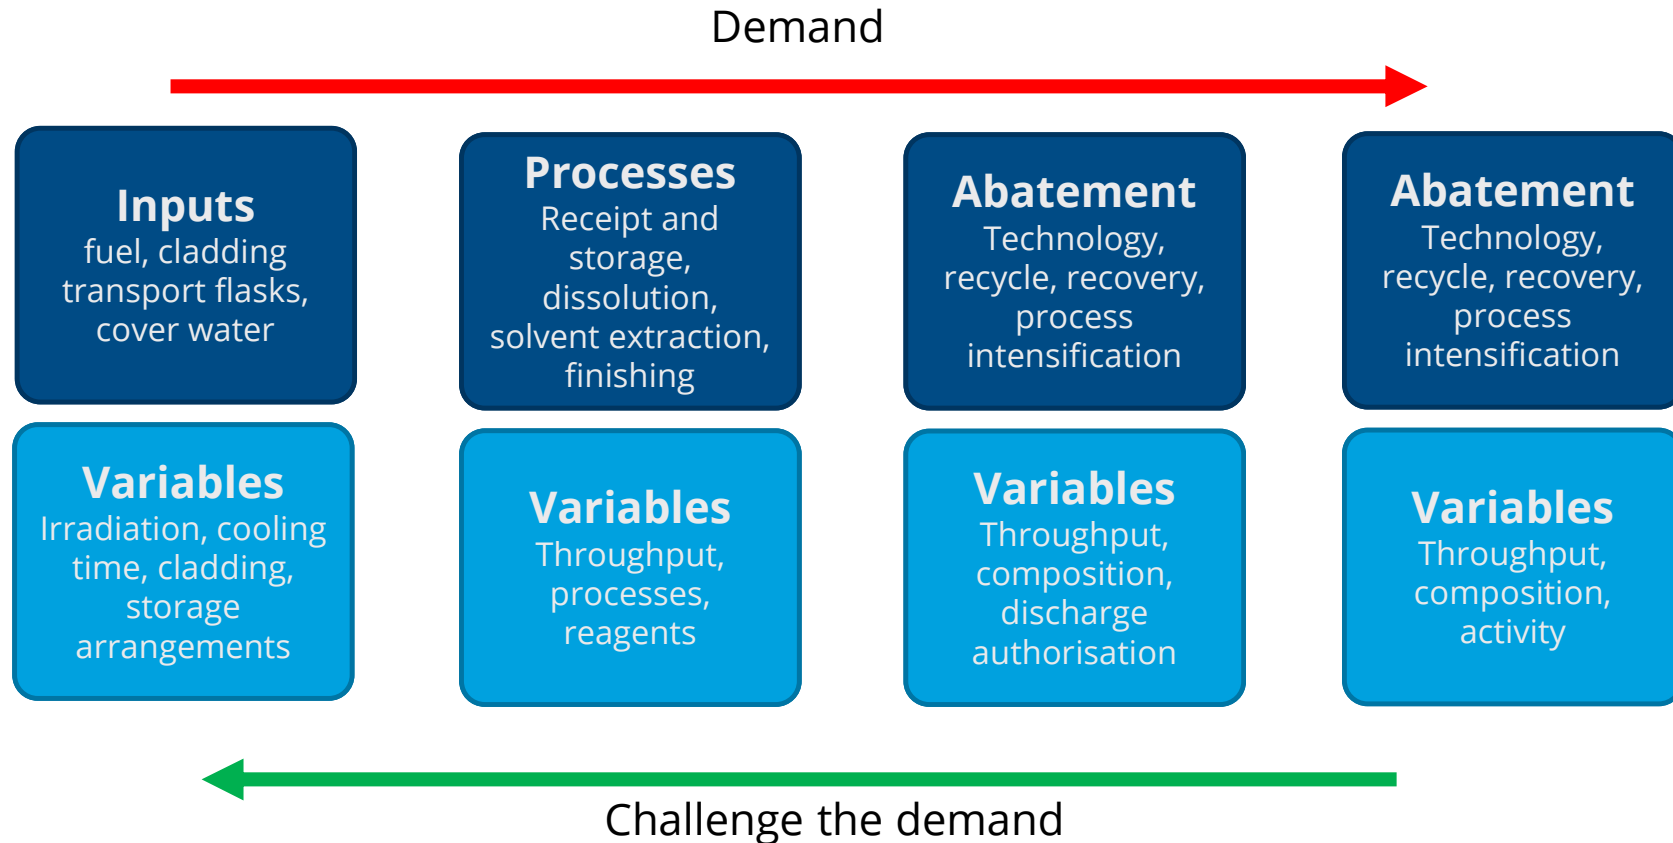 Demand
Inputs
fuel, cladding
transport flasks,
cover water
Processes
Receipt and
storage,
dissolution,
solvent extraction,
finishing
Abatement
Technology,
recycle, recovery,
process
intensification
Abatement
Technology,
recycle, recovery,
process
intensification
Variables
Irradiation, cooling
time, cladding,
storage
arrangements
Variables
Throughput,
processes,
reagents
Variables
Throughput,
composition,
discharge
authorisation
Variables
Throughput,
composition,
activity
Challenge the demand